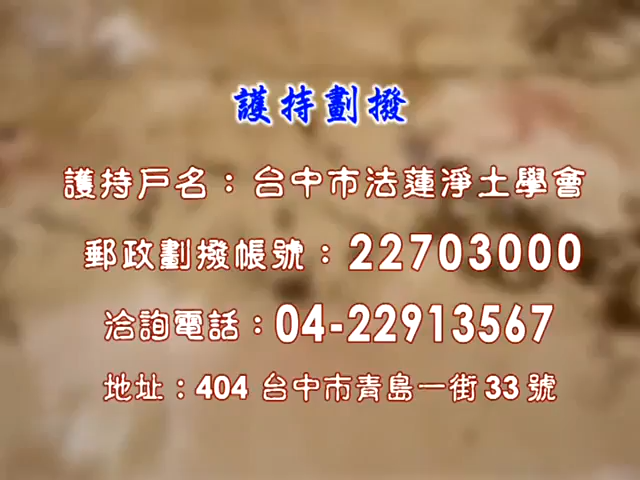 護持劃撥
護持戶名：台中市法蓮淨土學會
郵政劃撥帳號：22703000
洽詢電話：04-22913567
地址：404 台中市青島一街33號